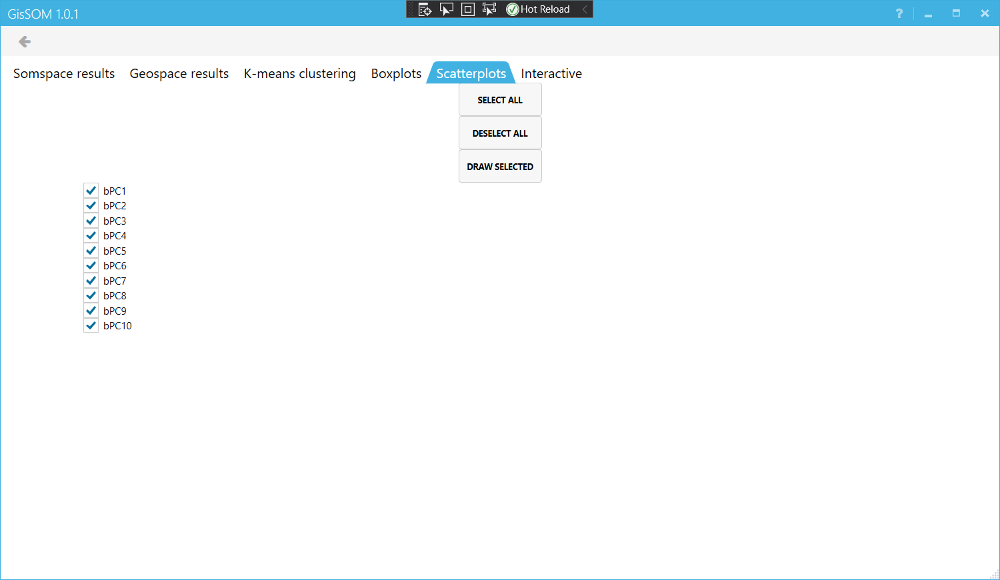 GisSOM 1.0.1
Hot Reload
?
Somspace results Geospace results K-means clustering Boxplots Scatterplots Interactive
SELECT ALL
DESELECT ALL
DRAW SELECTED
bPC1
bPC2
bPC3
bPC4
bPC5
bPC6
bPC7
bPC8
bPC9
bPC10